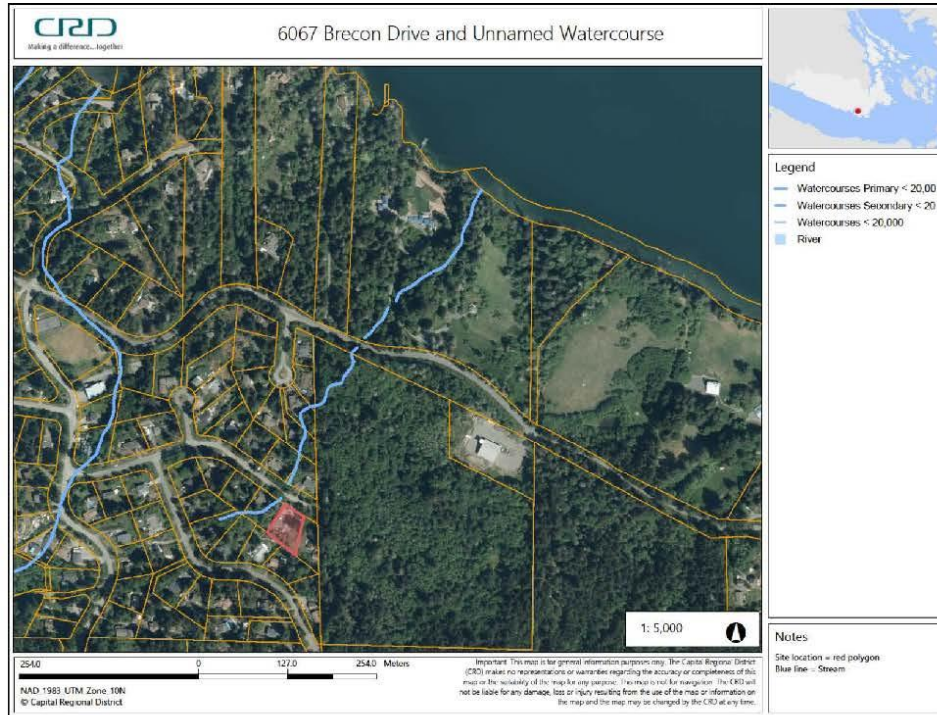 CRD
Making a difference...together
6067 Brecon Drive and Unnamed Watercourse
Legend
Watercourses Primary < 20,00
Watercourses Secondary < 20
Watercourses < 20,000
River
1: 5,000
Notes
Site location = red polygon
Blue line = Stream
254.0 0 127.0 254.0 Meters
NAD_1983_UTM_Zone_10N
© Capital Regional District
Important This map is for general information purposes only. The Capital Regional District
(CRD) makes no representations or warranties regarding the accuracy or completeness of this
map or the suitability of the map for any purpose. This map is not for navigation. The CRD will
not be liable for any damage, loss or injury resulting from the use of the map or information on
the map and the map may be changed by the CRD at any time.